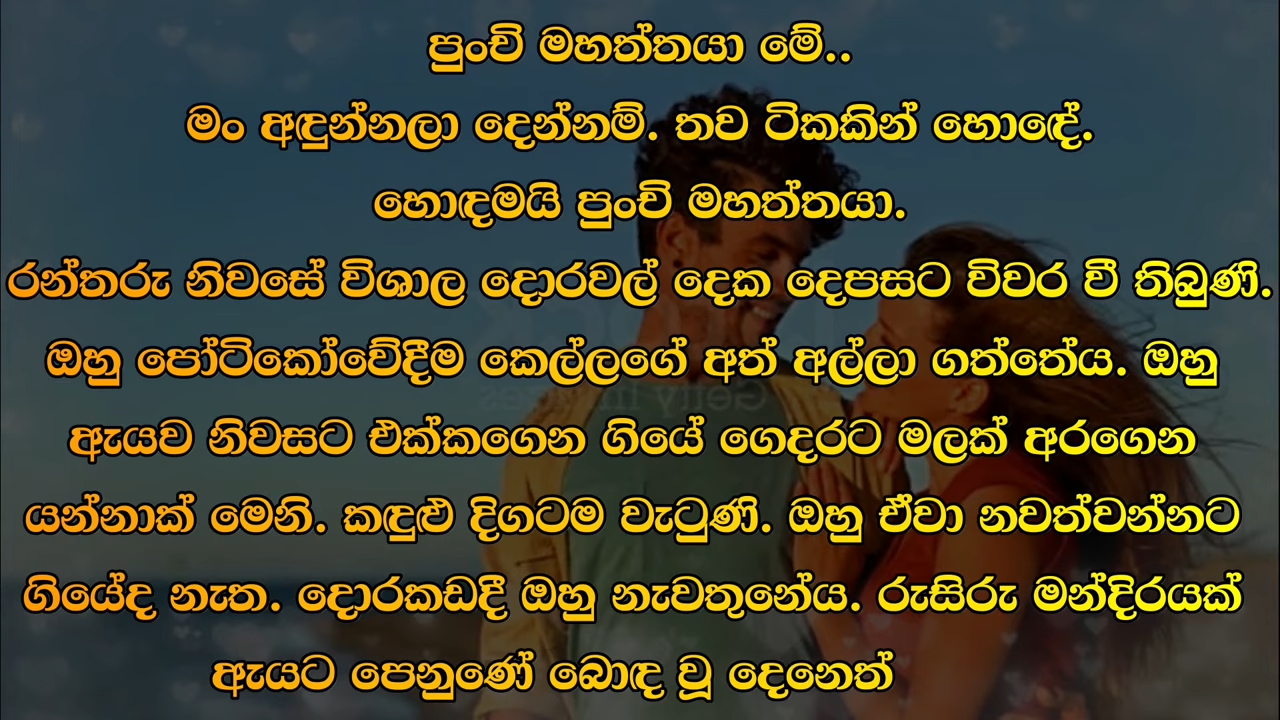 පුංචි මහත්තයා මේ..
මං අඳුන්නලා දෙන්නම්. තව ටිකකින් හොඳේ.
හොඳමයි පුංචි මහත්තයා.
රන්තරු නිවසේ විශාල දොරවල් දෙක දෙපසට විවර වී තිබුණි.
ඔහු පෝටිකෝවේදීම කෙල්ලගේ අත් අල්ලා ගත්තේය. ඔහු
ඇයව නිවසට එක්කගෙන ගියේ ගෙදරට මලක් අරගෙන
යන්නාක් මෙනි. කඳුළු දිගටම වැටුණි. ඔහු ඒවා නවත්වන්නට
ගියේද නැත. දොරකඩදී ඔහු නැවතුනේය. රුසිරු මන්දිරයක්
ඇයට පෙනුණේ බොඳ වූ දෙනෙත්